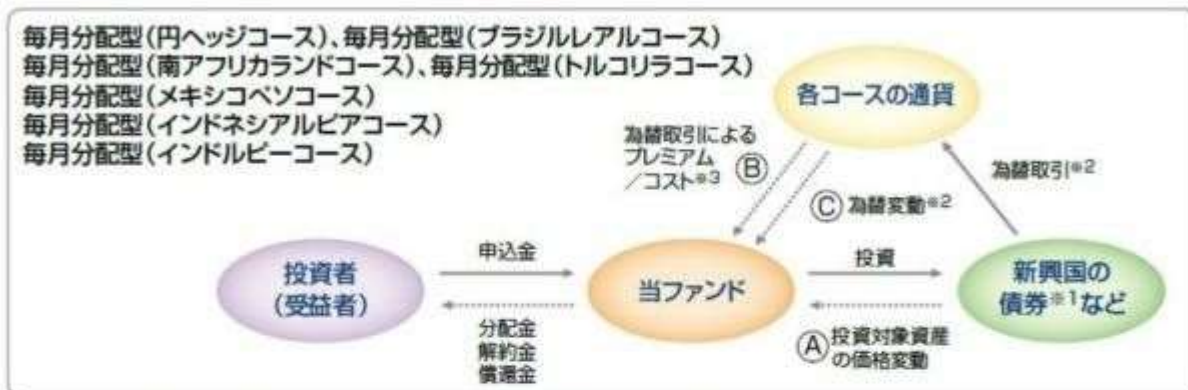 毎月分配型(円ヘッジコース)、毎月分配型(ブラジルレアルコース)
毎月分配型(南アフリカランドコース)、毎月分配型(トルコリラコース)
毎月分配型(メキシコペソコース)
毎月分配型(インドネシアルピアコース)
毎月分配型(インドルピーコース)
各コースの通貨
為替取引による
プレミアム
／コスト※3
Ⓑ
Ⓒ 為替変動※2
為替取引※2
投資者
(受益者)
申込金
分配金
解約金
償還金
当ファンド
投資
Ⓐ 投資対象資産
の価格変動
新興国の
債券※1など